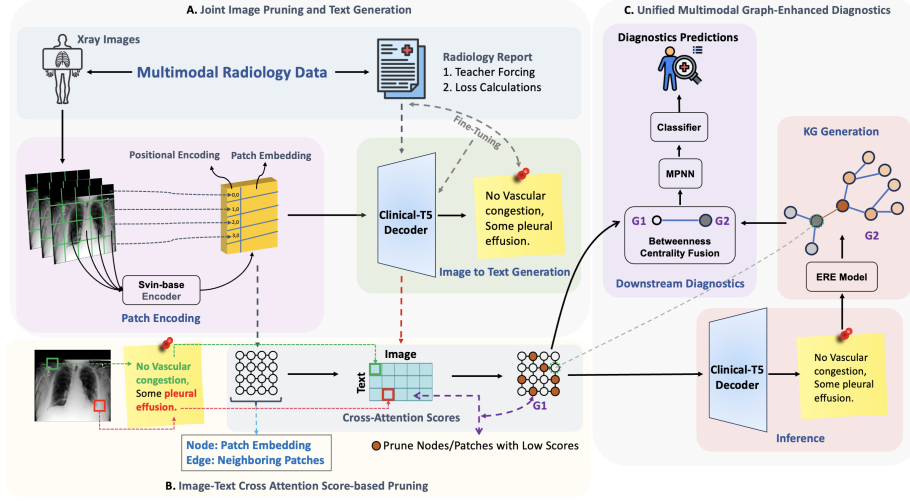 A. Joint Image Pruning and Text Generation
Xray Images
Multimodal Radiology Data
Radiology Report
1. Teacher Forcing
2. Loss Calculations
Fine-Tuning
Positional Encoding
Patch Embedding
0,0
1,0
2,0
3,0
Svin-base
Encoder
Patch Encoding
Clinical-T5
Decoder
No Vascular
congestion,
Some pleural
effusion.
Image to Text Generation
C. Unified Multimodal Graph-Enhanced Diagnostics
Diagnostics Predictions
Classifier
MPNN
G1
G2
Betweenness
Centrality Fusion
Downstream Diagnostics
KG Generation
G2
ERE Model
Clinical-T5
Decoder
No Vascular
congestion,
Some pleural
effusion.
Inference
No Vascular
congestion,
Some pleural
effusion.
Image
Text
Cross-Attention Scores
G1
Node: Patch Embedding
Edge: Neighboring Patches
Prune Nodes/Patches with Low Scores
B. Image-Text Cross Attention Score-based Pruning